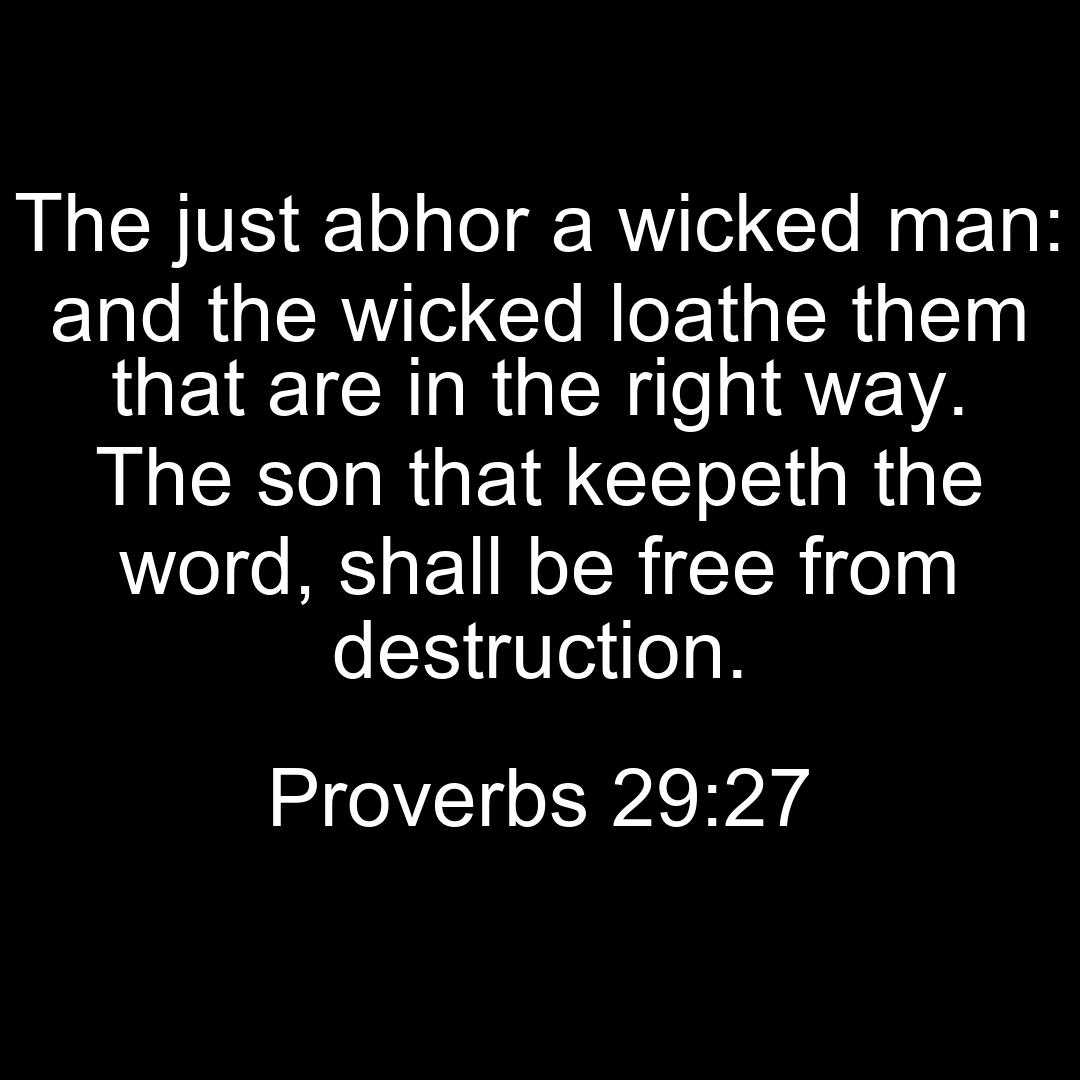 The just abhor a wicked man:
and the wicked loathe them
that are in the right way.
The son that keepeth the
word, shall be free from
destruction.
Proverbs 29:27